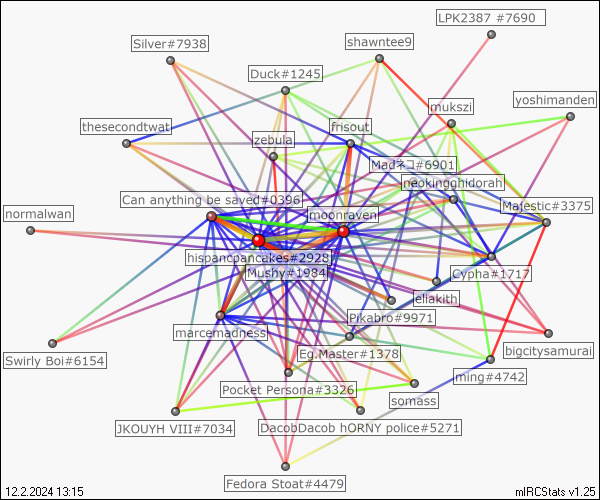 LPK2387 #7690
Silver#7938
shawntee9
Duck#1245
mukszi
yoshimanden
thesecondtwat
frisout
zebula
Madネコ#6901
neokingghidorah
Can anything be saved#0396
Majestic#3375
normalwan
moonraven
hispancpancakes#2928
Mushy#1984
Cypha#1717
eliakith
Pikabro#9971
marcemadness
Eg.Master#1378
bigcitysamurai
Swirly Boi#6154
ming#4742
Pocket Persona#3326
somass
JKOUYH VIII#7034
DacobDacob hORNY police#5271
Fedora Stoat#4479
12.2.2024 13:15
mIRCStats v1.25